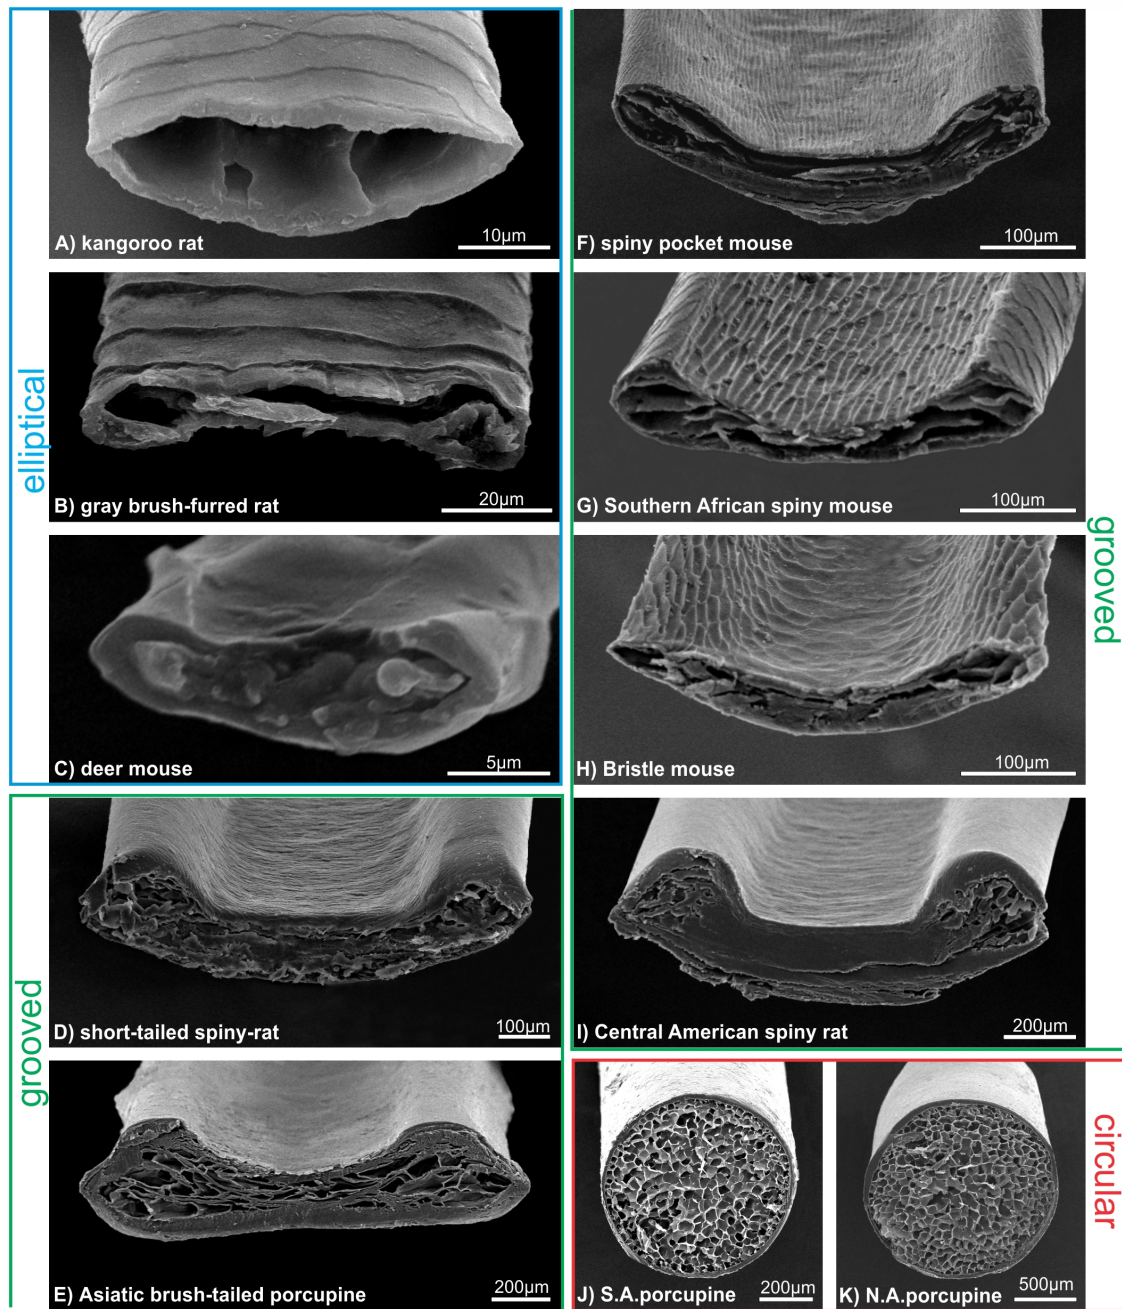 elliptical
10µm
A) kangoroo rat
20µm
B) gray brush-furred rat
5µm
C) deer mouse
grooved
100µm
D) short-tailed spiny-rat
200µm
E) Asiatic brush-tailed porcupine
grooved
100µm
F) spiny pocket mouse
100µm
G) Southern African spiny mouse
100µm
H) Bristle mouse
200µm
I) Central American spiny rat
circular
200µm
J) S.A.porcupine
500µm
K) N.A.porcupine